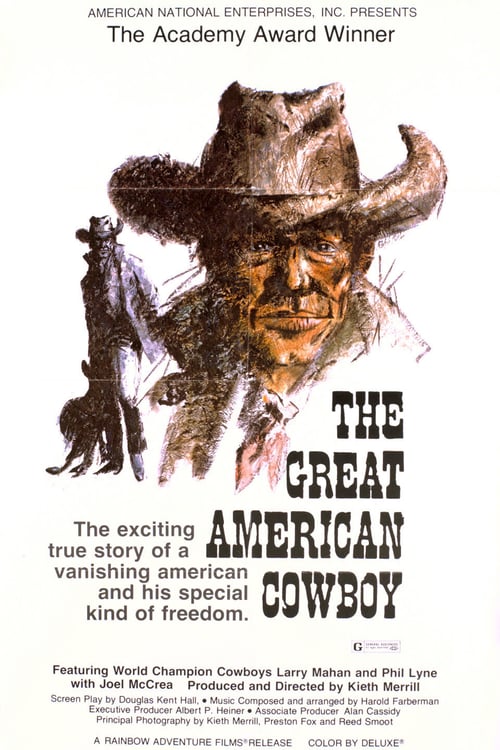 AMERICAN NATIONAL ENTERPRISES, INC. PRESENTS
The Academy Award Winner
THE
GREAT
AMERICAN
COWBOY
The exciting
true story of a
vanishing american
and his special
kind of freedom.
G
Featuring World Champion Cowboys Larry Mahan and Phil Lyne
with Joel McCrea Produced and Directed by Kieth Merrill
Screen Play by Douglas Kent Hall, • Music Composed and arranged by Harold Farberman
Executive Producer Albert P. Heiner • Associate Producer Alan Cassidy
Principal Photography by Kieth Merrill, Preston Fox and Reed Smoot
A RAINBOW ADVENTURE FILMS® RELEASE COLOR BY DELUXE®